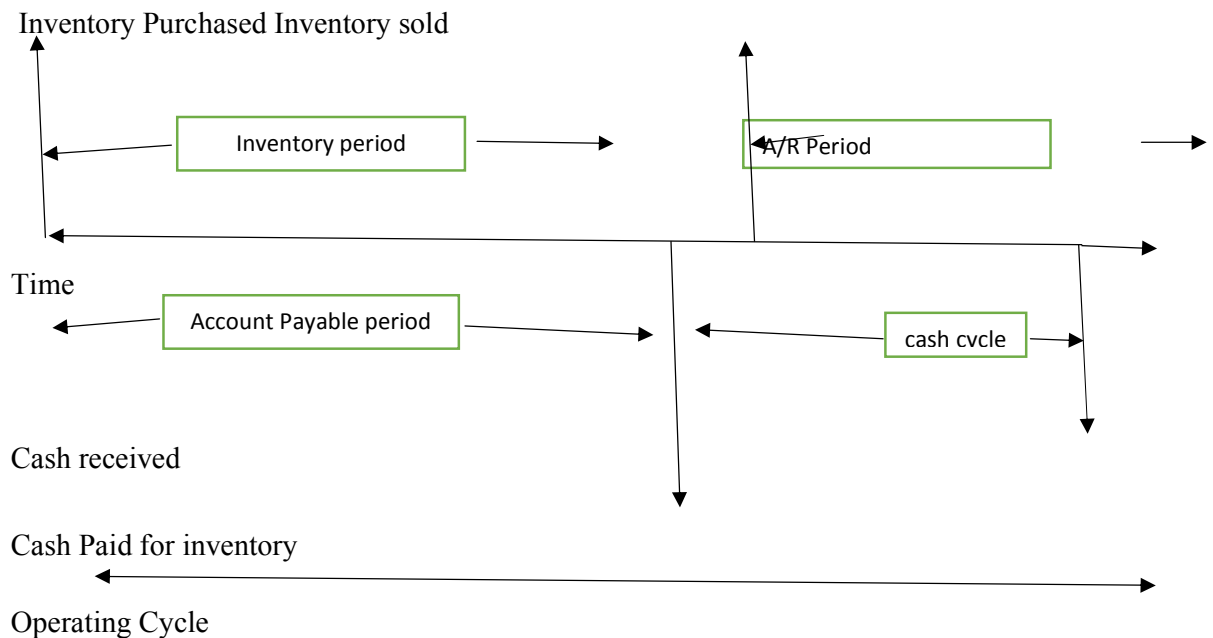 Inventory Purchased Inventory sold
Inventory period
A/R Period
Time
Account Payable period
cash cycle
Cash received
Cash Paid for inventory
Operating Cycle